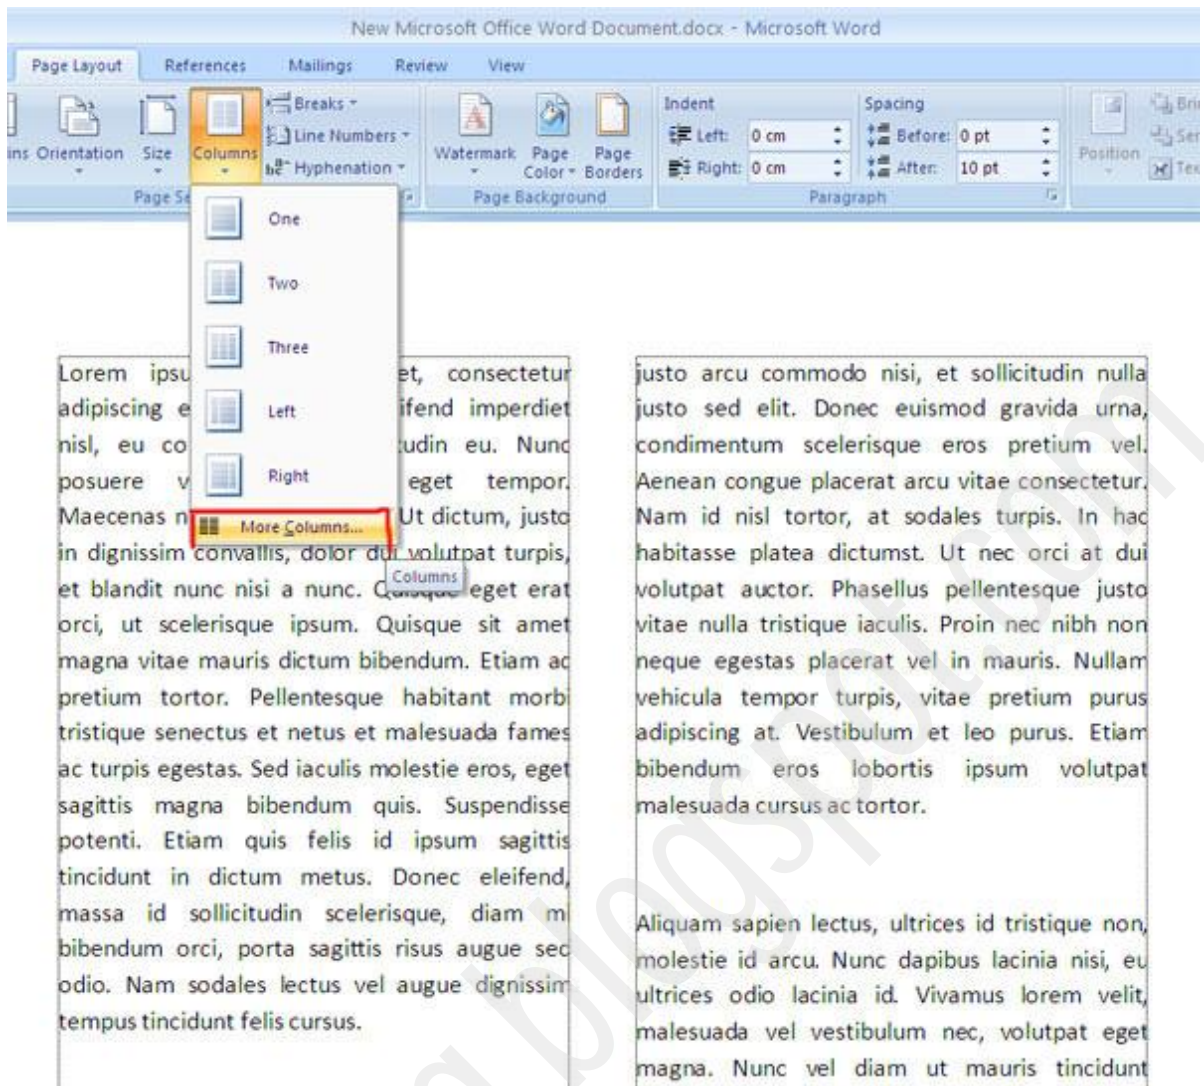 New Microsoft Office Word Document.docx - Microsoft Word
Page Layout References Mailings Review View
Breaks
Line Numbers
Hyphenation
Orientation Size Columns
Watermark Page Color Page Borders
Page Background
Indent
Left: 0 cm
Right: 0 cm
Spacing
Before: 0 pt
After: 10 pt
Paragraph
Position
One
Two
Three
Left
Right
More Columns...
Columns
Lorem et, consectetur
adipiscing imperdiet
nisl, eu eu. Nunc
posuere eget tempor.
Maecenas Ut dictum, justo
in dignissim convallis, dolor dui volutpat turpis,
et blandit nunc nisi a nunc. Quisque eget erat
orci, ut scelerisque ipsum. Quisque sit amet
magna vitae mauris dictum bibendum. Etiam ac
pretium tortor. Pellentesque habitant morbi
tristique senectus et netus et malesuada fames
ac turpis egestas. Sed iaculis molestie eros, eget
sagittis magna bibendum quis. Suspendisse
potenti. Etiam quis felis id ipsum sagittis
tincidunt in dictum metus. Donec eleifend,
massa id sollicitudin scelerisque, diam mi
bibendum orci, porta sagittis risus augue sed
odio. Nam sodales lectus vel augue dignissim
tempus tincidunt felis cursus.
justo arcu commodo nisi, et sollicitudin nulla
justo sed elit. Donec euismod gravida urna,
condimentum scelerisque eros pretium vel.
Aenean congue placerat arcu vitae consectetur.
Nam id nisl tortor, at sodales turpis. In hac
habitasse platea dictumst. Ut nec orci at dui
volutpat auctor. Phasellus pellentesque justo
vitae nulla tristique iaculis. Proin nec nibh non
neque egestas placerat vel in mauris. Nullam
vehicula tempor turpis, vitae pretium purus
adipiscing at. Vestibulum et leo purus. Etiam
bibendum eros lobortis ipsum volutpat
malesuada cursus ac tortor.
Aliquam sapien lectus, ultrices id tristique non,
molestie id arcu. Nunc dapibus lacinia nisi, eu
ultrices odio lacinia id. Vivamus lorem velit,
malesuada vel vestibulum nec, volutpat eget
magna. Nunc vel diam ut mauris tincidunt
blogspot.com